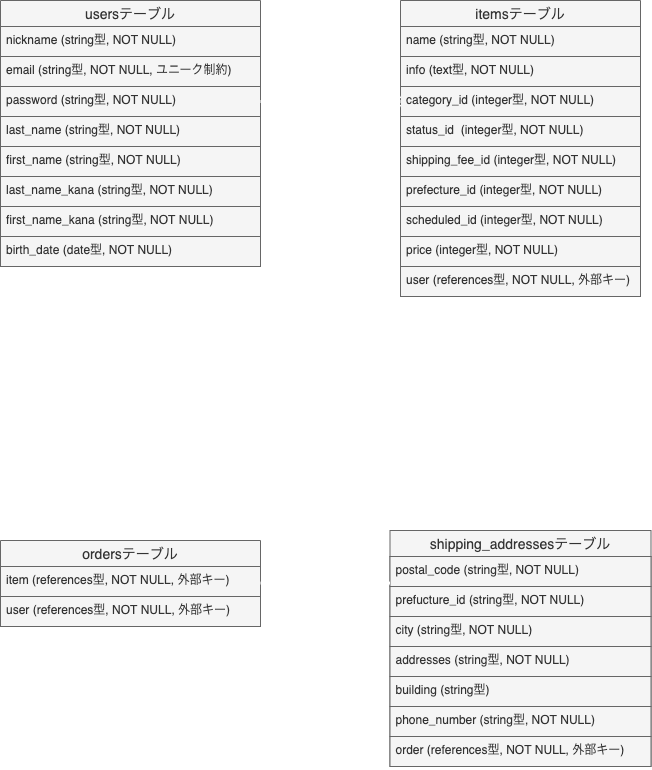 usersテーブル
nickname (string型, NOT NULL)
email (string型, NOT NULL, ユニーク制約)
password (string型, NOT NULL)
last_name (string型, NOT NULL)
first_name (string型, NOT NULL)
last_name_kana (string型, NOT NULL)
first_name_kana (string型, NOT NULL)
birth_date (date型, NOT NULL)
itemsテーブル
name (string型, NOT NULL)
info (text型, NOT NULL)
category_id (integer型, NOT NULL)
status_id  (integer型, NOT NULL)
shipping_fee_id (integer型, NOT NULL)
prefecture_id (integer型, NOT NULL)
scheduled_id (integer型, NOT NULL)
price (integer型, NOT NULL)
user (references型, NOT NULL, 外部キー)
ordersテーブル
item (references型, NOT NULL, 外部キー)
user (references型, NOT NULL, 外部キー)
shipping_addressesテーブル
postal_code (string型, NOT NULL)
prefucture_id (string型, NOT NULL)
city (string型, NOT NULL)
addresses (string型, NOT NULL)
building (string型)
phone_number (string型, NOT NULL)
order (references型, NOT NULL, 外部キー)